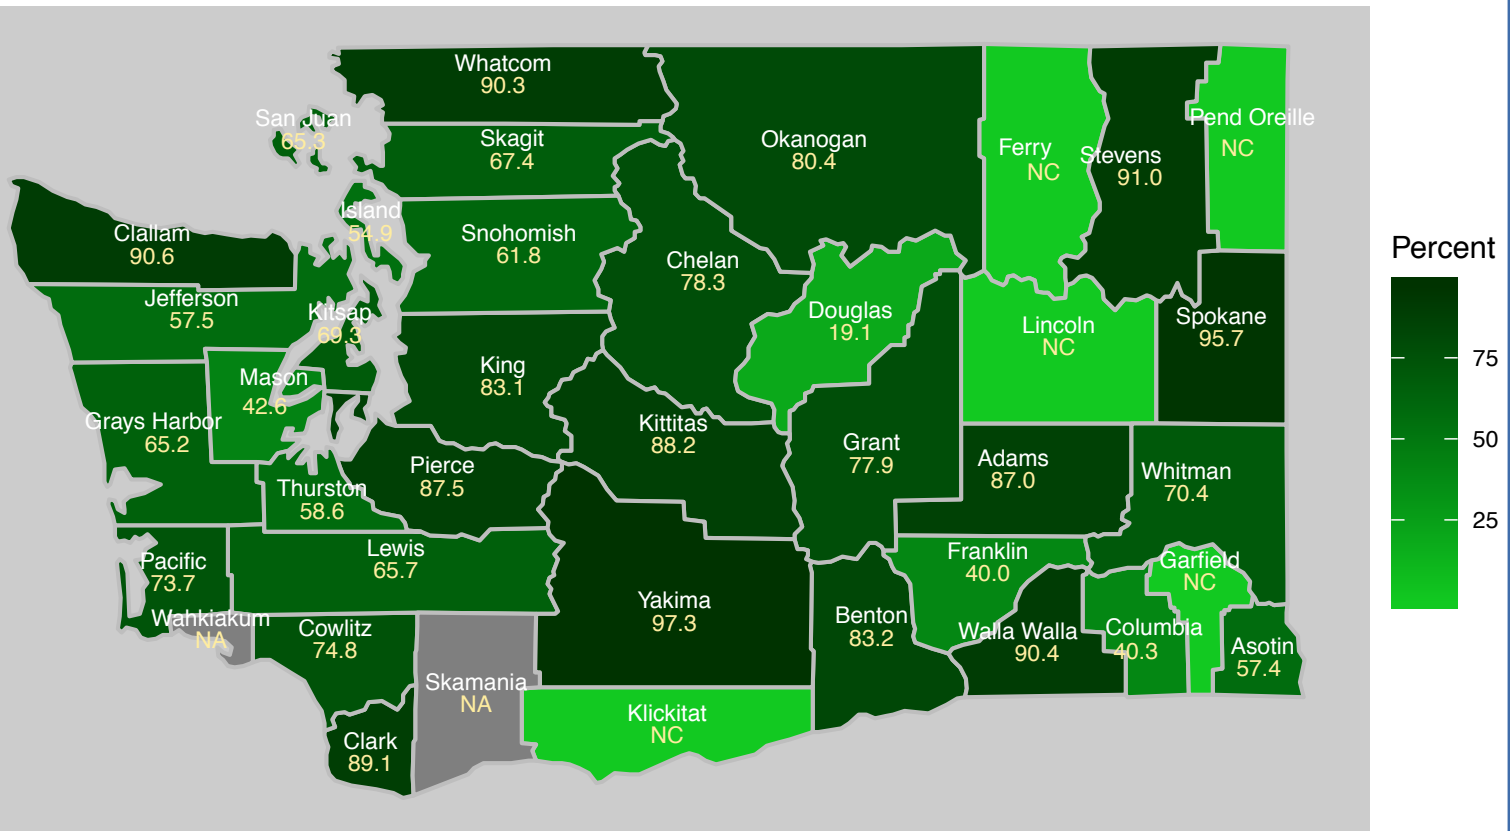 Whatcom
90.3
San Juan
65.3
Skagit
67.4
Okanogan
80.4
Ferry
NC
Stevens
91.0
Pend Oreille
NC
Island
54.9
Clallam
90.6
Snohomish
61.8
Chelan
78.3
Jefferson
57.5
Kitsap
69.3
Douglas
19.1
Lincoln
NC
Spokane
95.7
King
83.1
Mason
42.6
Grays Harbor
65.2
Kittitas
88.2
Grant
77.9
Adams
87.0
Whitman
70.4
Pierce
87.5
Thurston
58.6
Lewis
65.7
Pacific
73.7
Franklin
40.0
Garfield
NC
Wahkiakum
NA
Cowlitz
74.8
Yakima
97.3
Benton
83.2
Walla Walla
90.4
Columbia
40.3
Asotin
57.4
Skamania
NA
Klickitat
NC
Clark
89.1
Percent
75
50
25